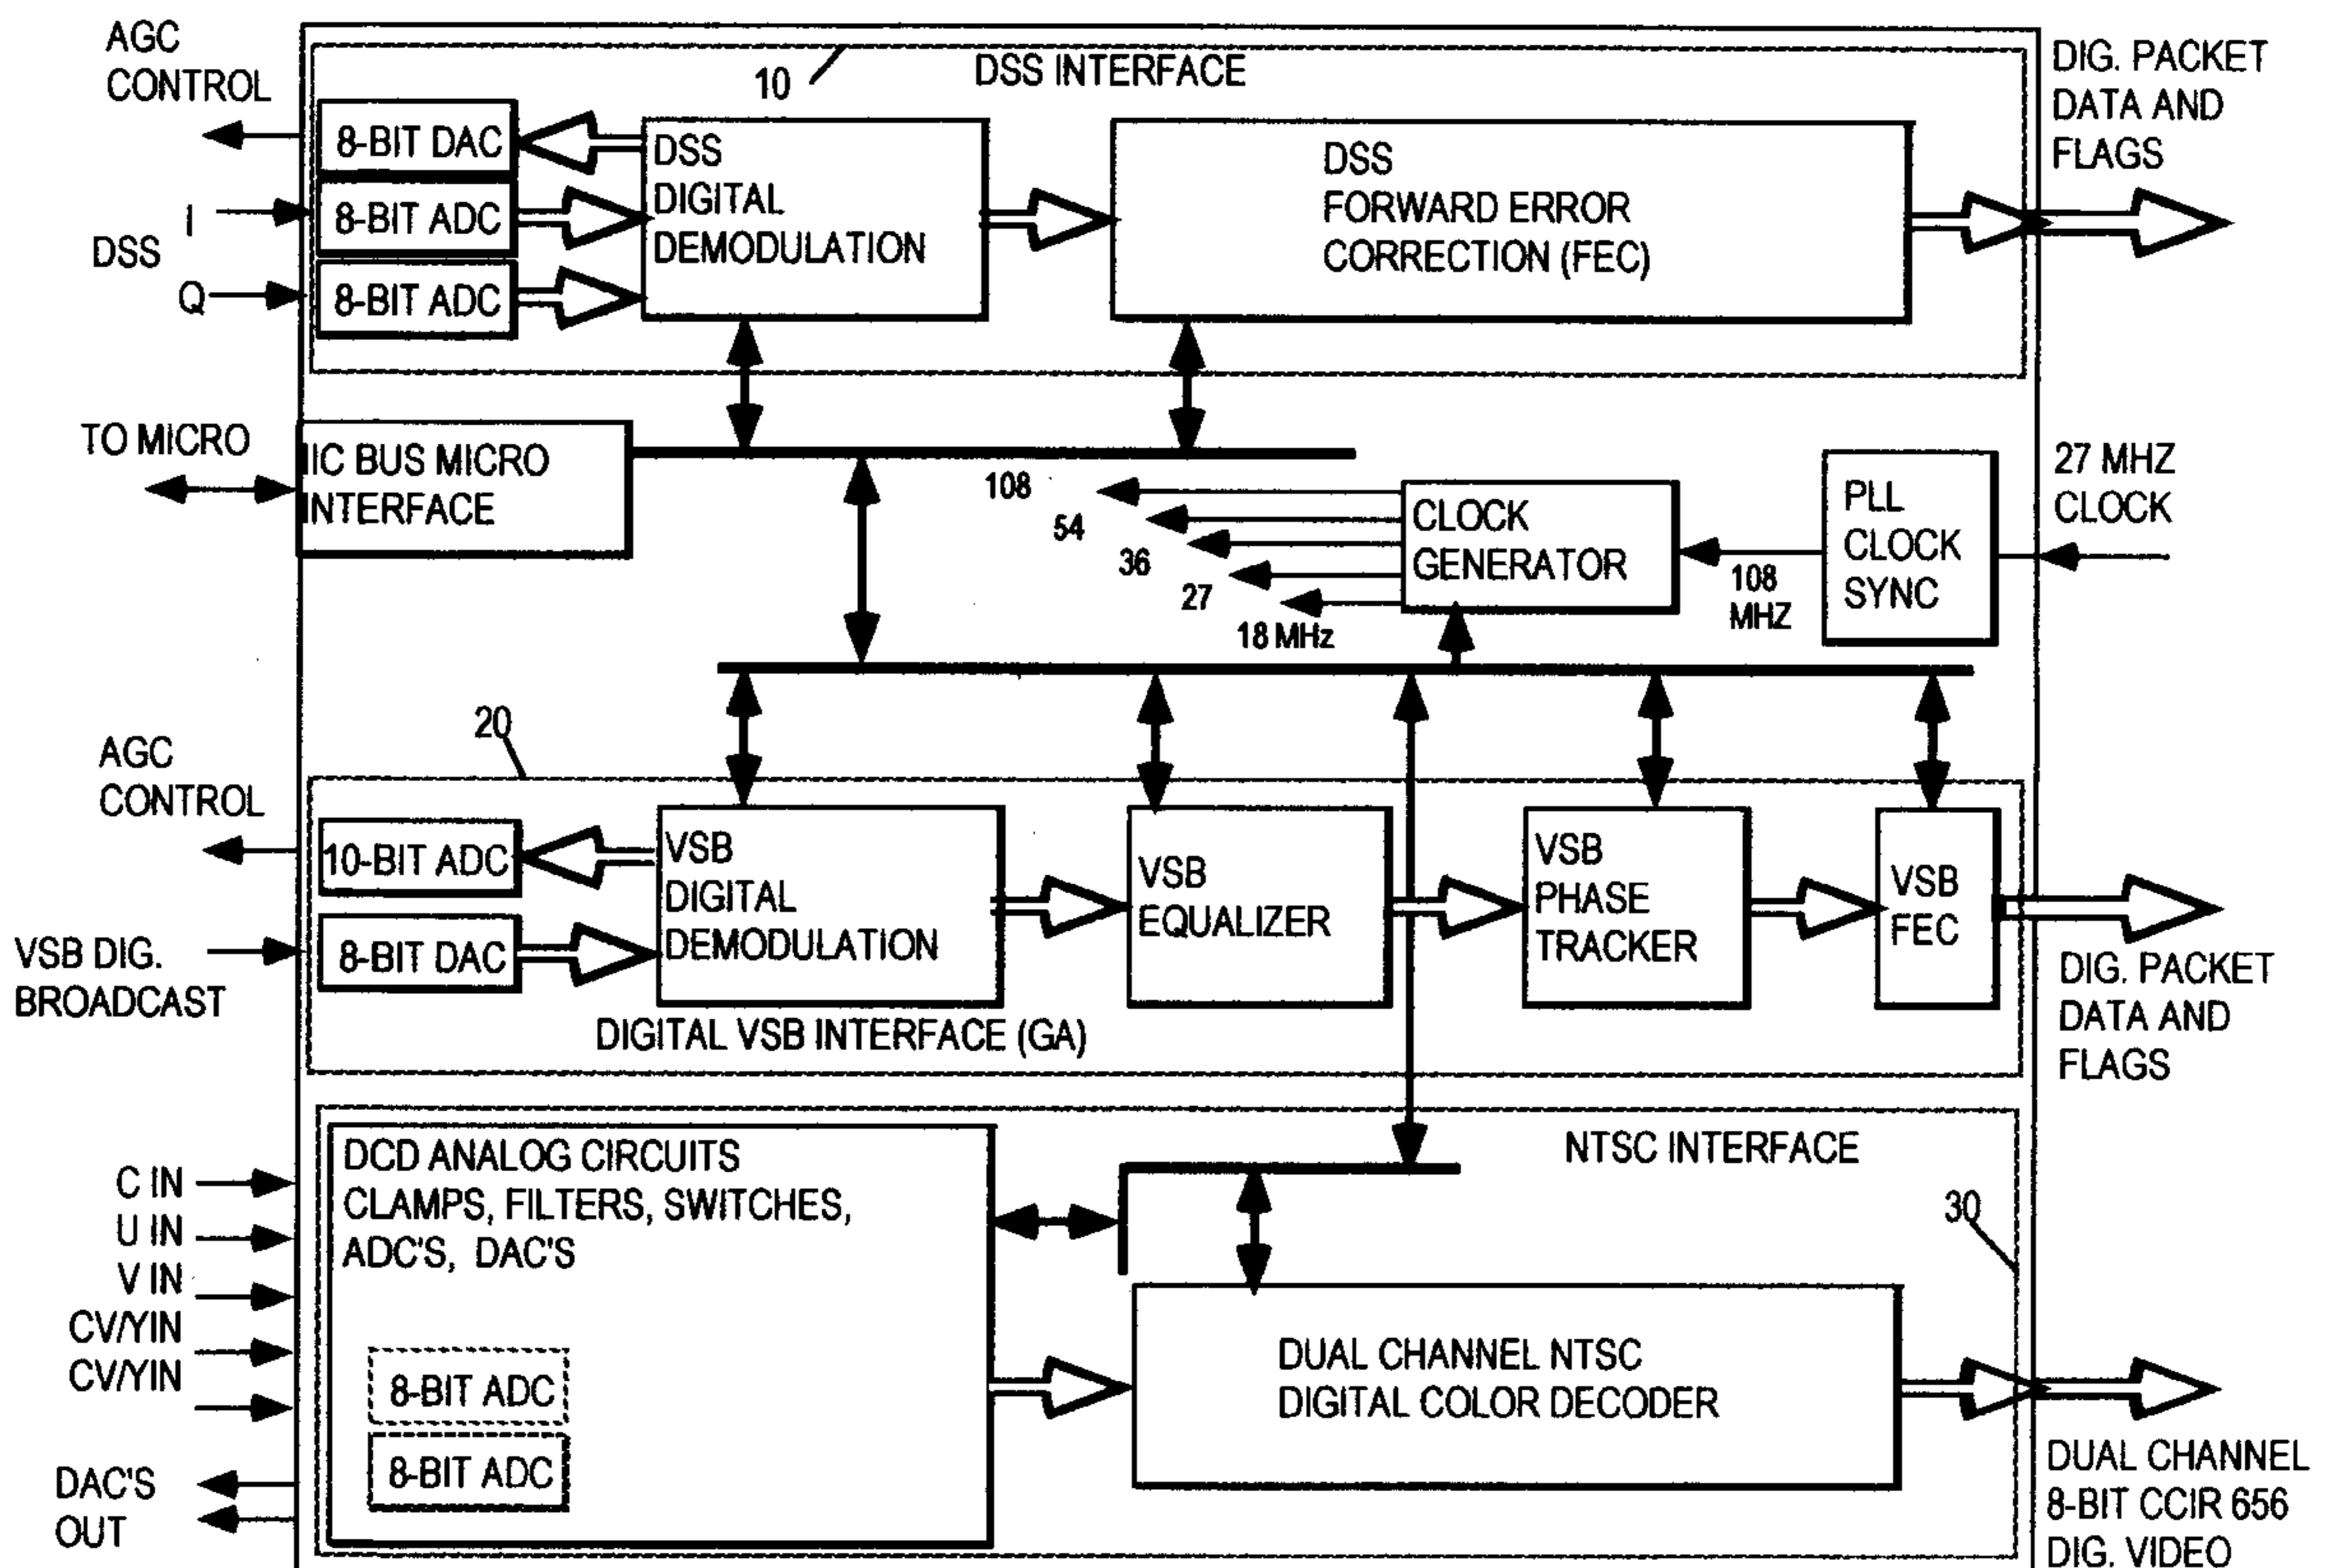 AGC
CONTROL
10
DSS INTERFACE
DIG. PACKET
DATA AND
FLAGS
8-BIT DAC
8-BIT ADC
8-BIT ADC
I
DSS
Q
DSS
DIGITAL
DEMODULATION
DSS
FORWARD ERROR
CORRECTION (FEC)
TO MICRO
IIC BUS MICRO
INTERFACE
108
54
36
27
18 MHz
CLOCK
GENERATOR
108
MHZ
PLL
CLOCK
SYNC
27 MHZ
CLOCK
20
AGC
CONTROL
10-BIT ADC
8-BIT DAC
VSB DIG.
BROADCAST
VSB
DIGITAL
DEMODULATION
VSB
EQUALIZER
VSB
PHASE
TRACKER
VSB
FEC
DIGITAL VSB INTERFACE (GA)
DIG. PACKET
DATA AND
FLAGS
DCD ANALOG CIRCUITS
CLAMPS, FILTERS, SWITCHES,
ADC'S, DAC'S
NTSC INTERFACE
30
C IN
U IN
V IN
CV/YIN
CV/YIN
8-BIT ADC
8-BIT ADC
DUAL CHANNEL NTSC
DIGITAL COLOR DECODER
DAC'S
OUT
DUAL CHANNEL
8-BIT CCIR 656
DIG. VIDEO